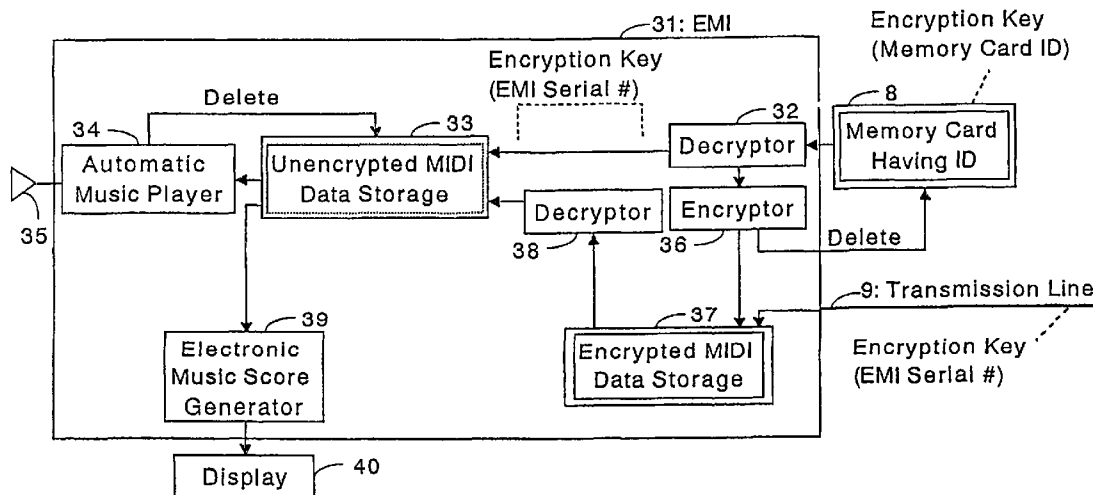 31: EMI
Encryption Key
(Memory Card ID)
Encryption Key
(EMI Serial #)
Delete
34
33
32
8
Automatic
Music Player
Unencrypted MIDI
Data Storage
Decryptor
Memory Card
Having ID
35
Decryptor
38
Encryptor
36
Delete
9: Transmission Line
37
39
Encrypted MIDI
Data Storage
Encryption Key
(EMI Serial #)
Electronic
Music Score
Generator
Display
40